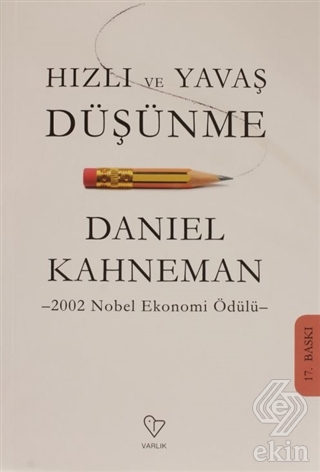 HIZLI VE YAVAŞ
DÜŞÜNME
DANIEL
KAHNEMAN
–2002 Nobel Ekonomi Ödülü–
17. BASKI
VARLIK
ekin